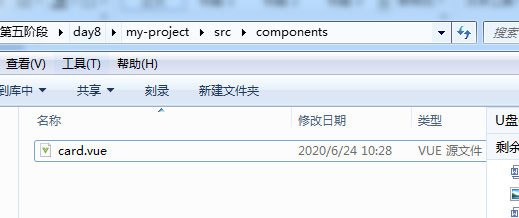 第五阶段 ▸ day8 ▸ my-project ▸ src ▸ components
搜索
查看(V) 工具(T) 帮助(H)
到库中 共享 刻录 新建文件夹
名称 修改日期 类型
card.vue 2020/6/24 10:28 VUE 源文件
U盘
剩余